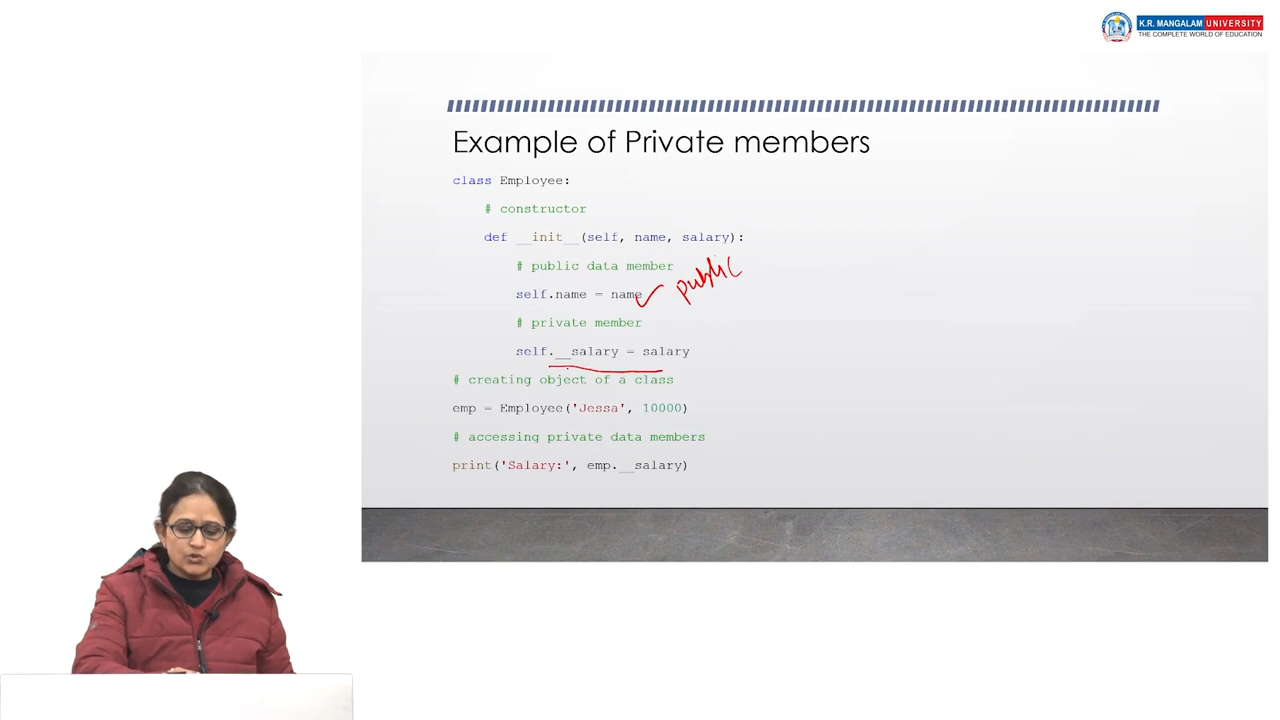 K.R. MANGALAM UNIVERSITY
THE COMPLETE WORLD OF EDUCATION
Example of Private members
class Employee:
# constructor
def __init__(self, name, salary):
# public data member
self.name = name
public
# private member
self.__salary = salary
# creating object of a class
emp = Employee('Jessa', 10000)
# accessing private data members
print('Salary:', emp.__salary)